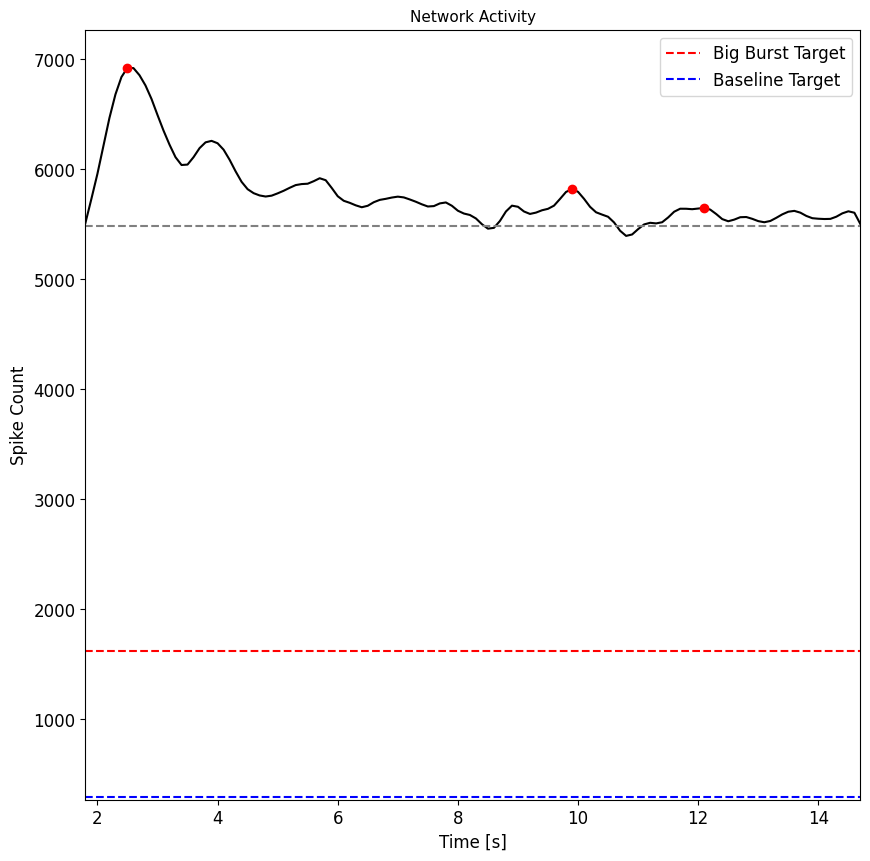 Network Activity
Big Burst Target
Baseline Target
7000
6000
5000
4000
3000
2000
1000
Spike Count
2 4 6 8 10 12 14
Time [s]